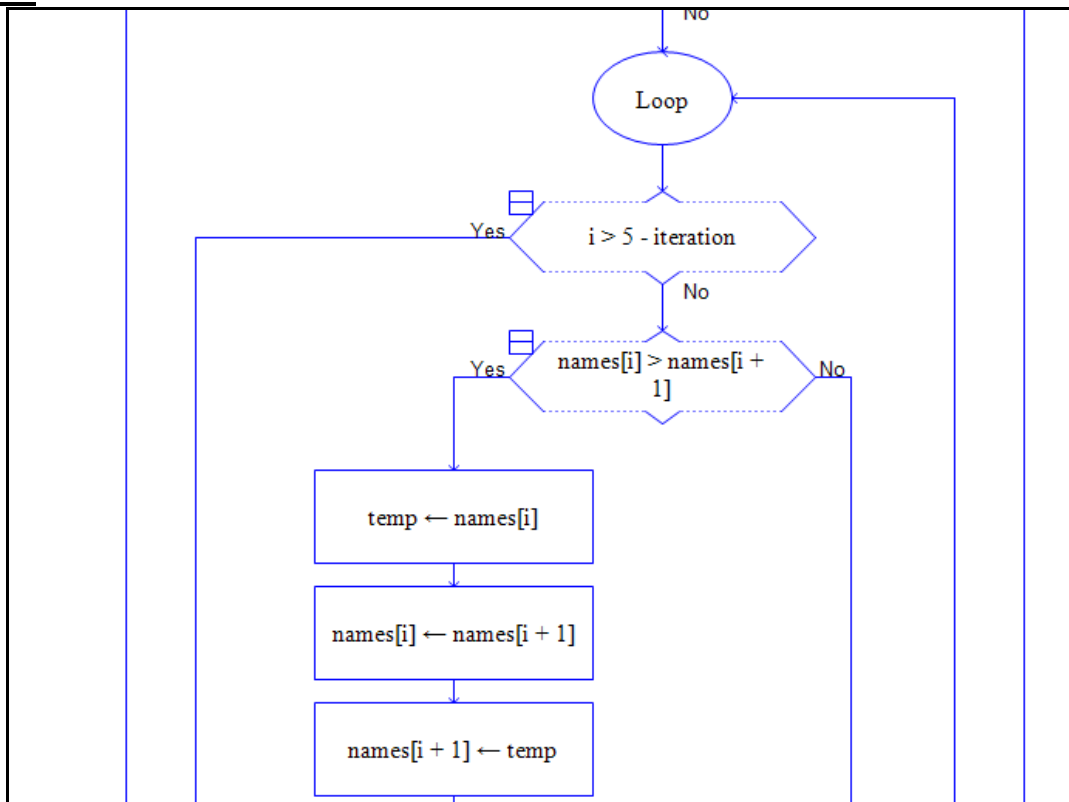 No
Loop
Yes
i > 5 - iteration
No
Yes
names[i] > names[i +
1]
No
temp ← names[i]
names[i] ← names[i + 1]
names[i + 1] ← temp